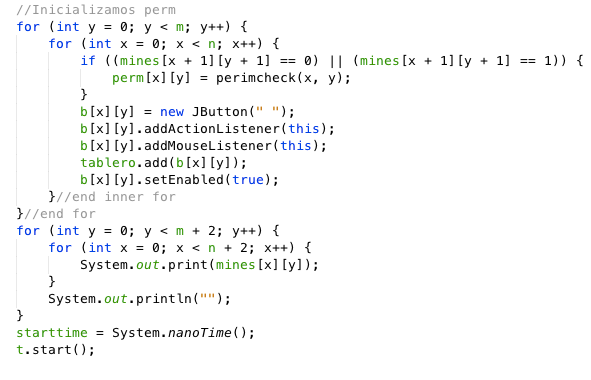 //Inicializamos perm
for (int y = 0; y < m; y++) {
    for (int x = 0; x < n; x++) {
        if ((mines[x + 1][y + 1] == 0) || (mines[x + 1][y + 1] == 1)) {
            perm[x][y] = perimcheck(x, y);
        }
        b[x][y] = new JButton(" ");
        b[x][y].addActionListener(this);
        b[x][y].addMouseListener(this);
        tablero.add(b[x][y]);
        b[x][y].setEnabled(true);
    }//end inner for
}//end for
for (int y = 0; y < m + 2; y++) {
    for (int x = 0; x < n + 2; x++) {
        System.out.print(mines[x][y]);
    }
    System.out.println("");
}
starttime = System.nanoTime();
t.start();